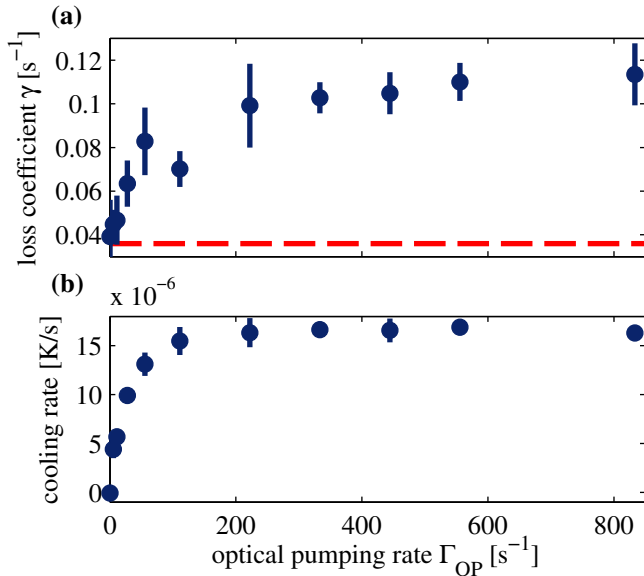 (a)
loss coefficient γ [s⁻¹]
0.12
0.1
0.08
0.06
0.04
(b)
x 10⁻⁶
cooling rate [K/s]
15
10
5
0
0 200 400 600 800
optical pumping rate Γ_OP [s⁻¹]